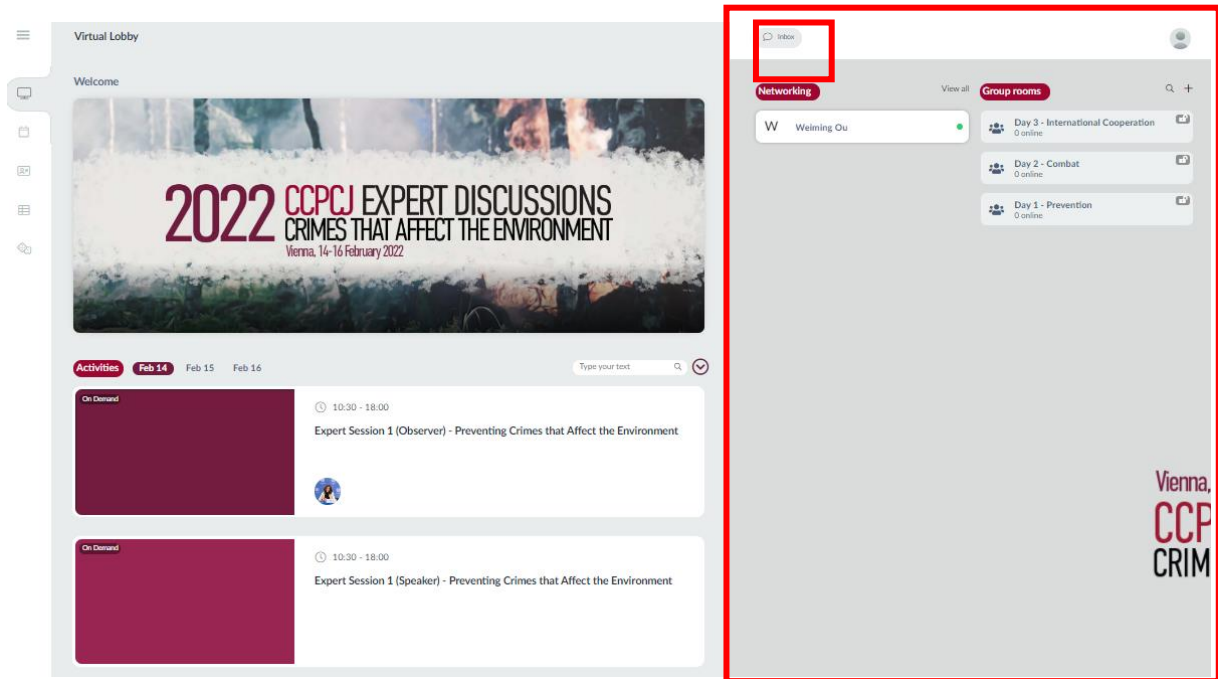 Virtual Lobby
Inbox
Welcome
2022 CCPCJ EXPERT DISCUSSIONS
CRIMES THAT AFFECT THE ENVIRONMENT
Vienna, 14-16 February 2022
Activities Feb 14 Feb 15 Feb 16
Type your text
On Demand
10:30 - 18:00
Expert Session 1 (Observer) - Preventing Crimes that Affect the Environment
On Demand
10:30 - 18:00
Expert Session 1 (Speaker) - Preventing Crimes that Affect the Environment
Networking View all
W Weiming Ou
Group rooms
Day 3 - International Cooperation
0 online
Day 2 - Combat
0 online
Day 1 - Prevention
0 online
Vienna,
CCP
CRIM